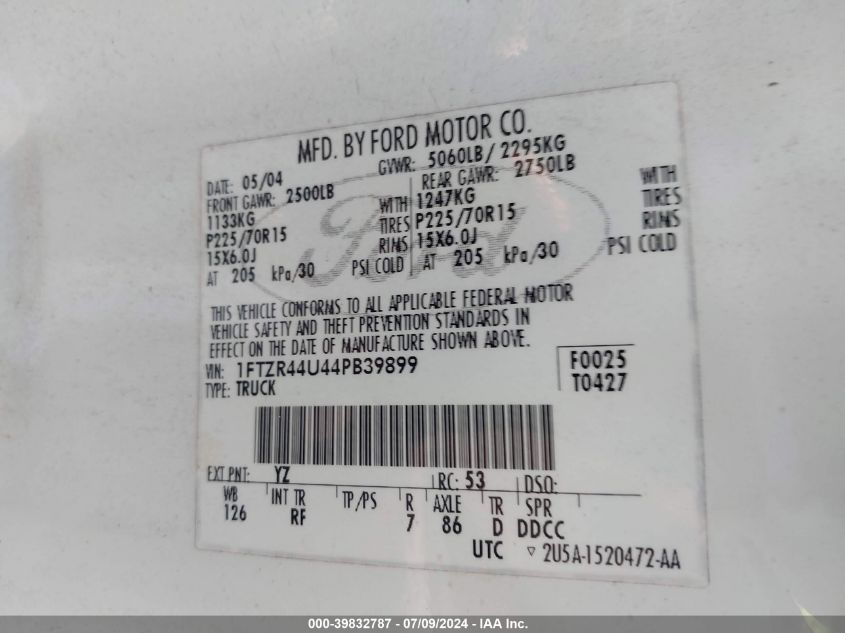 MFD. BY FORD MOTOR CO.
DATE: 05/04 GVWR: 5060LB/ 2295KG
FRONT GAWR: 2500LB REAR GAWR: 2750LB
1133KG WITH 1247KG WITH
P225/70R15 TIRES P225/70R15 TIRES
15X6.0J RIMS 15X6.0J RIMS
AT 205 kPa/30 PSI COLD AT 205 kPa/30 PSI COLD
Ford
THIS VEHICLE CONFORMS TO ALL APPLICABLE FEDERAL MOTOR
VEHICLE SAFETY AND THEFT PREVENTION STANDARDS IN
EFFECT ON THE DATE OF MANUFACTURE SHOWN ABOVE.
VIN: 1FTZR44U44PB39899 F0025
TYPE: TRUCK T0427
EXT PNT: YZ RC: 53 DSO:
WB INT TR TP/PS R AXLE TR SPR
126 RF 7 86 D DDCC
UTC ▽ 2U5A-1520472-AA
000-39832787 - 07/09/2024 - IAA Inc.